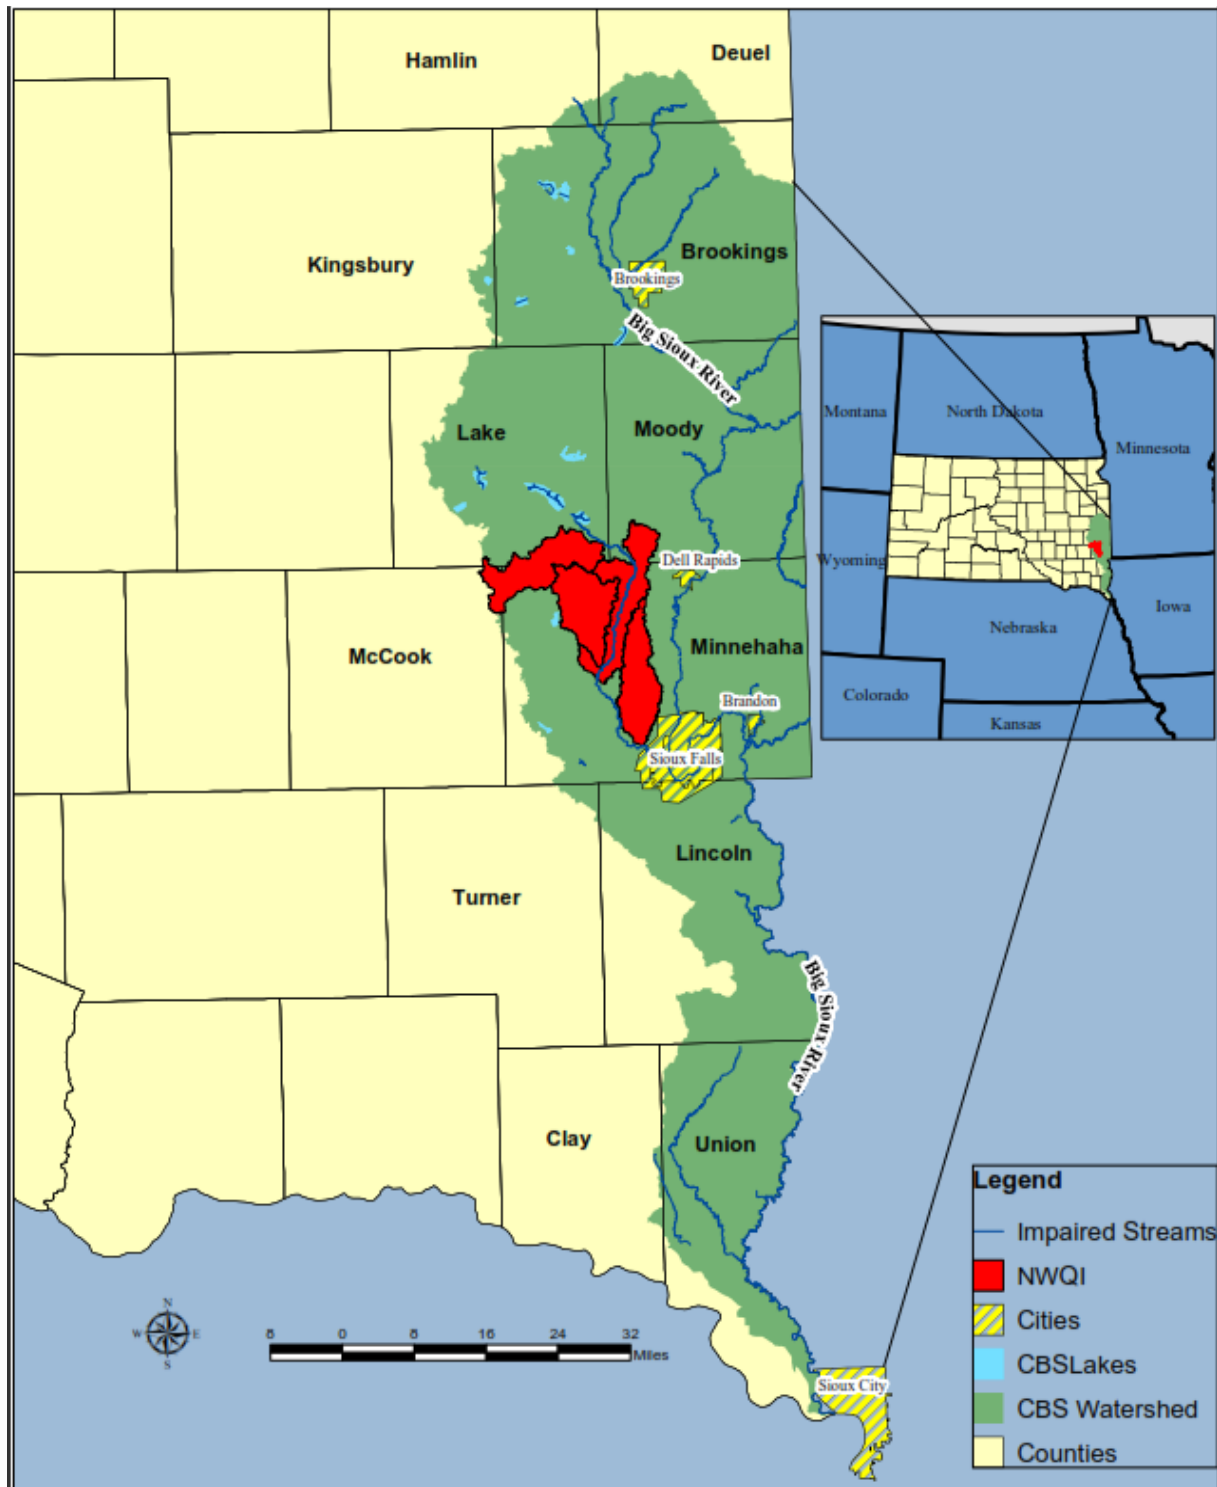 Hamlin
Deuel
Kingsbury
Brookings
Brookings
Big Sioux River
Lake
Moody
Dell Rapids
McCook
Minnehaha
Brandon
Sioux Falls
Lincoln
Turner
Big Sioux River
Clay
Union
Sioux City
Montana
North Dakota
Minnesota
Wyoming
Iowa
Nebraska
Colorado
Kansas
N
W
E
S
8
0
8
16
24
32
Miles
Legend
Impaired Streams
NWQI
Cities
CBSLakes
CBS Watershed
Counties